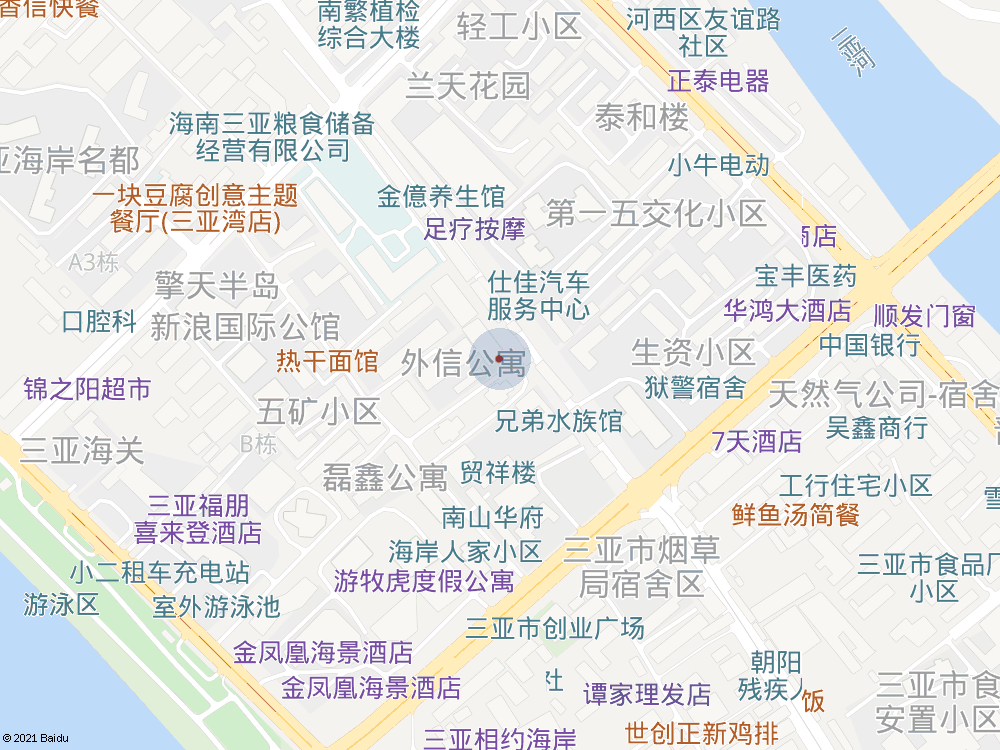 香信快餐
南繁植检
综合大楼
轻工小区
河西区友谊路
社区
三亚河
正泰电器
兰天花园
泰和楼
海南三亚粮食储备
经营有限公司
亚海岸名都
小牛电动
一块豆腐创意主题
餐厅(三亚湾店)
金億养生馆
足疗按摩
第一五交化小区
商店
A3栋
擎天半岛
仕佳汽车
服务中心
宝丰医药
口腔科
新浪国际公馆
华鸿大酒店
顺发门窗
中国银行
热干面馆
外信公寓
生资小区
锦之阳超市
狱警宿舍
天然气公司-宿舍
五矿小区
兄弟水族馆
吴鑫商行
三亚海关
B栋
7天酒店
磊鑫公寓
贸祥楼
工行住宅小区
三亚福朋
喜来登酒店
南山华府
鲜鱼汤简餐
海岸人家小区
三亚市烟草
局宿舍区
三亚市食品厂
小区
小二租车充电站
游牧虎度假公寓
游泳区
室外游泳池
三亚市创业广场
金凤凰海景酒店
金凤凰海景酒店
朝阳
残疾人
饭
社
谭家理发店
三亚市食
安置小区
世创正新鸡排
三亚相约海岸
© 2021 Baidu